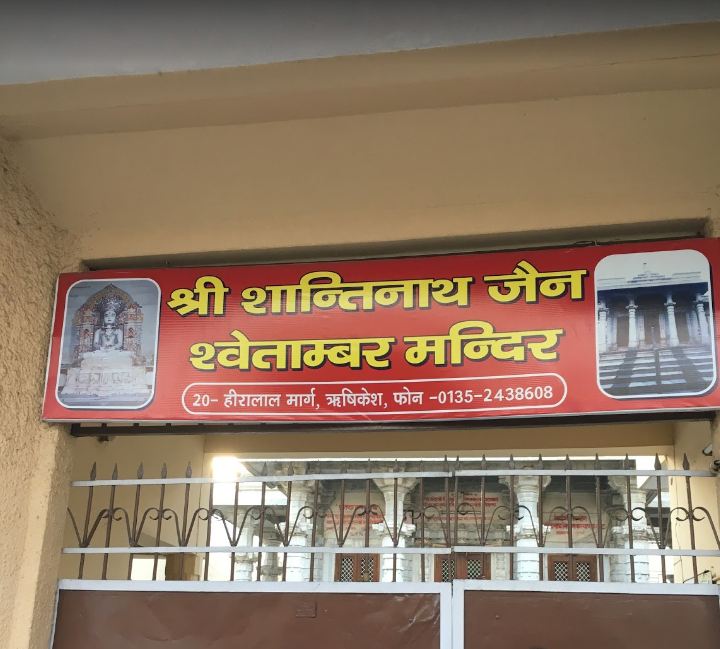 श्री शान्तिनाथ जैन
श्वेताम्बर मन्दिर
20- हीरालाल मार्ग, ऋषिकेश, फोन -0135-2438608